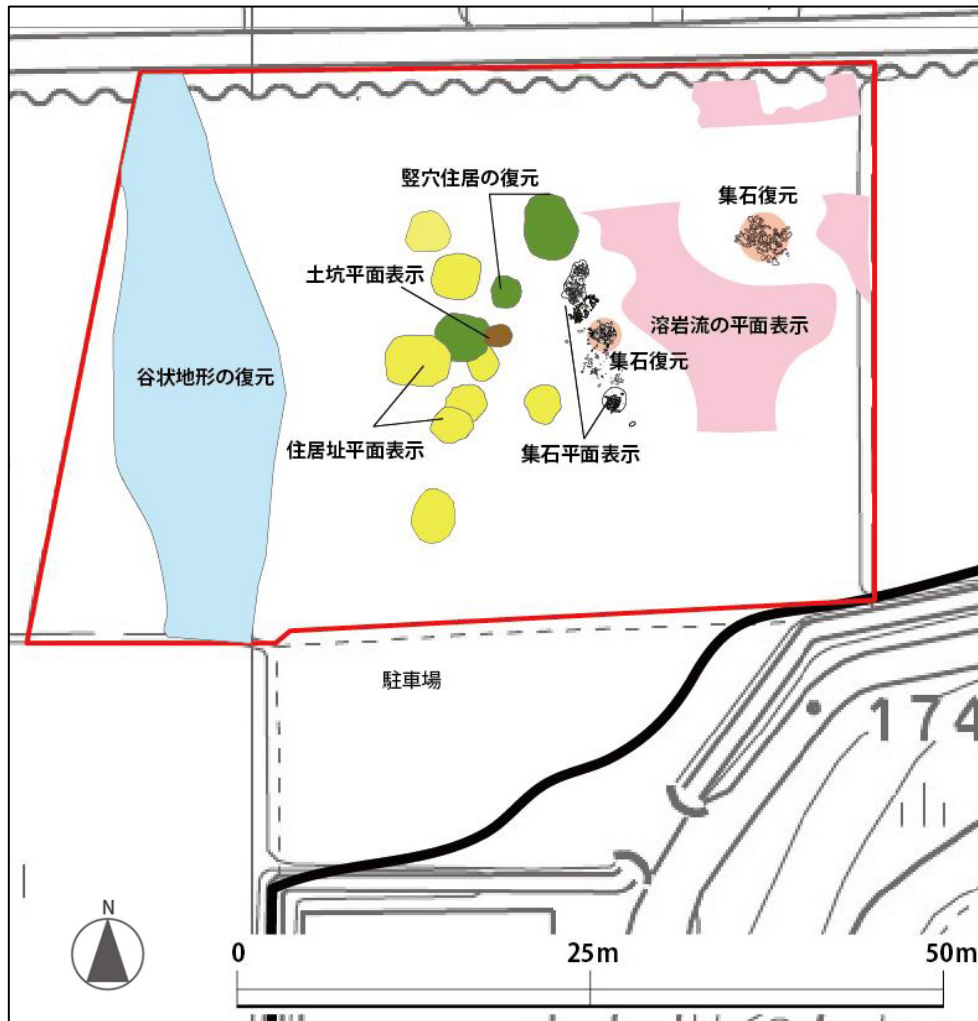 竪穴住居の復元
集石復元
土坑平面表示
溶岩流の平面表示
集石復元
谷状地形の復元
住居址平面表示
集石平面表示
駐車場
174
N
0
25m
50m